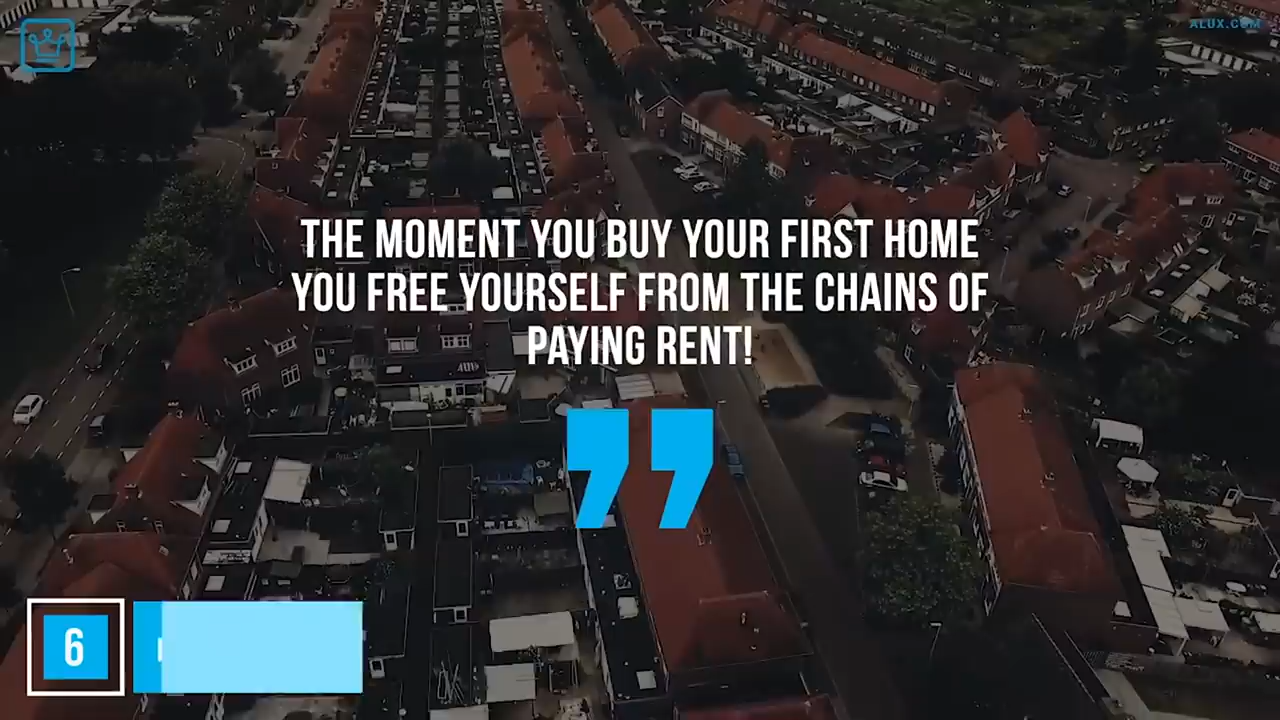 ALUX.COM
THE MOMENT YOU BUY YOUR FIRST HOME
YOU FREE YOURSELF FROM THE CHAINS OF
PAYING RENT!
”
6